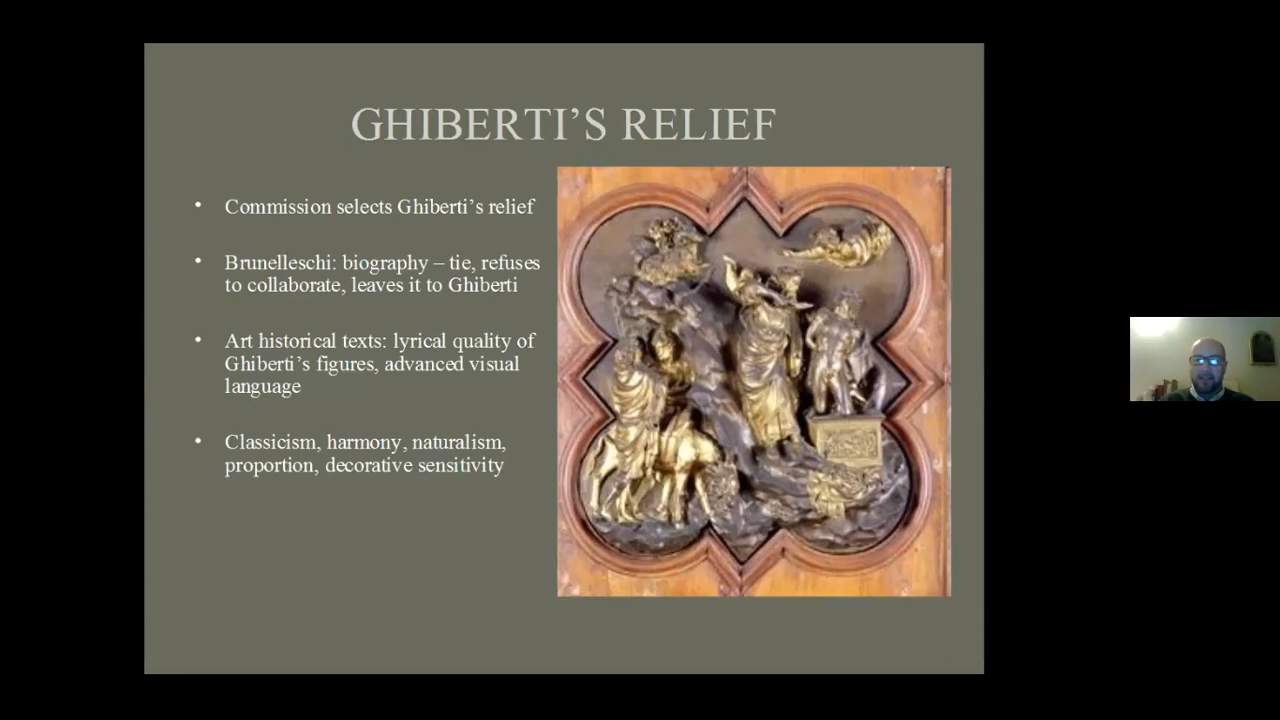 GHIBERTI’S RELIEF
• Commission selects Ghiberti’s relief
• Brunelleschi: biography – tie, refuses
to collaborate, leaves it to Ghiberti
• Art historical texts: lyrical quality of
Ghiberti’s figures, advanced visual
language
• Classicism, harmony, naturalism,
proportion, decorative sensitivity